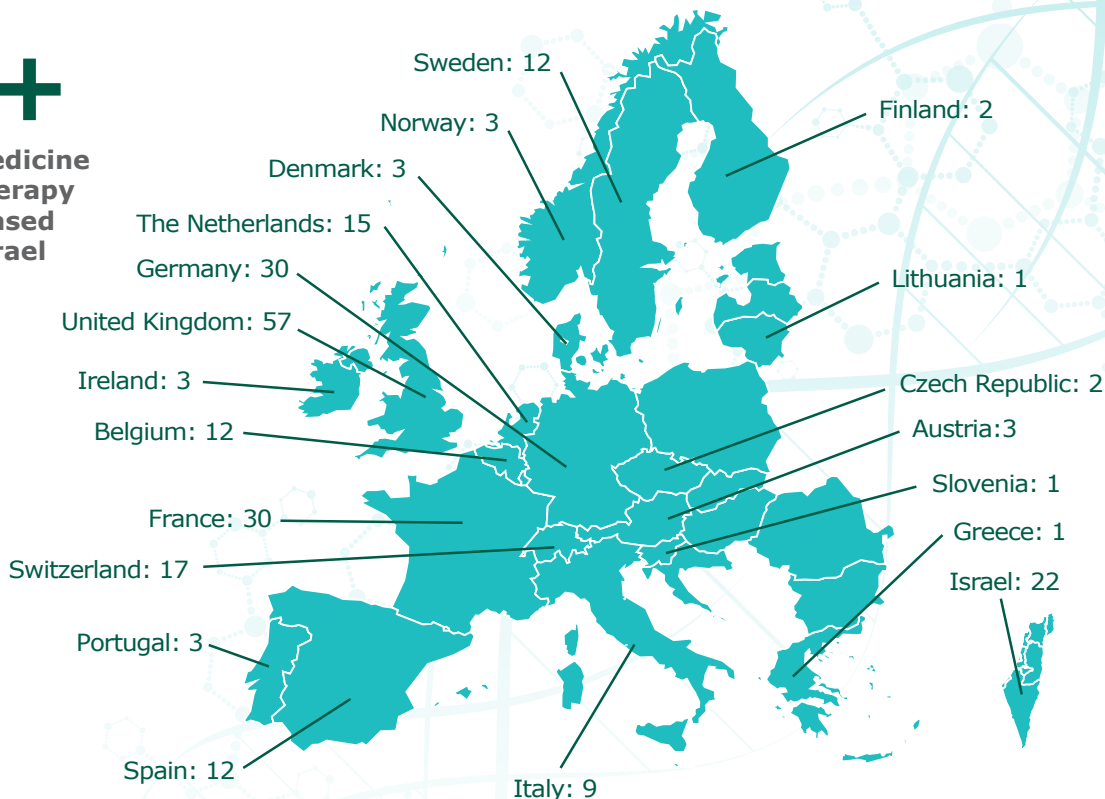 +
Sweden: 12
Finland: 2
Norway: 3
Denmark: 3
The Netherlands: 15
Germany: 30
Lithuania: 1
United Kingdom: 57
Ireland: 3
Czech Republic: 2
Belgium: 12
Austria:3
Slovenia: 1
France: 30
Greece: 1
Switzerland: 17
Israel: 22
Portugal: 3
Spain: 12
Italy: 9